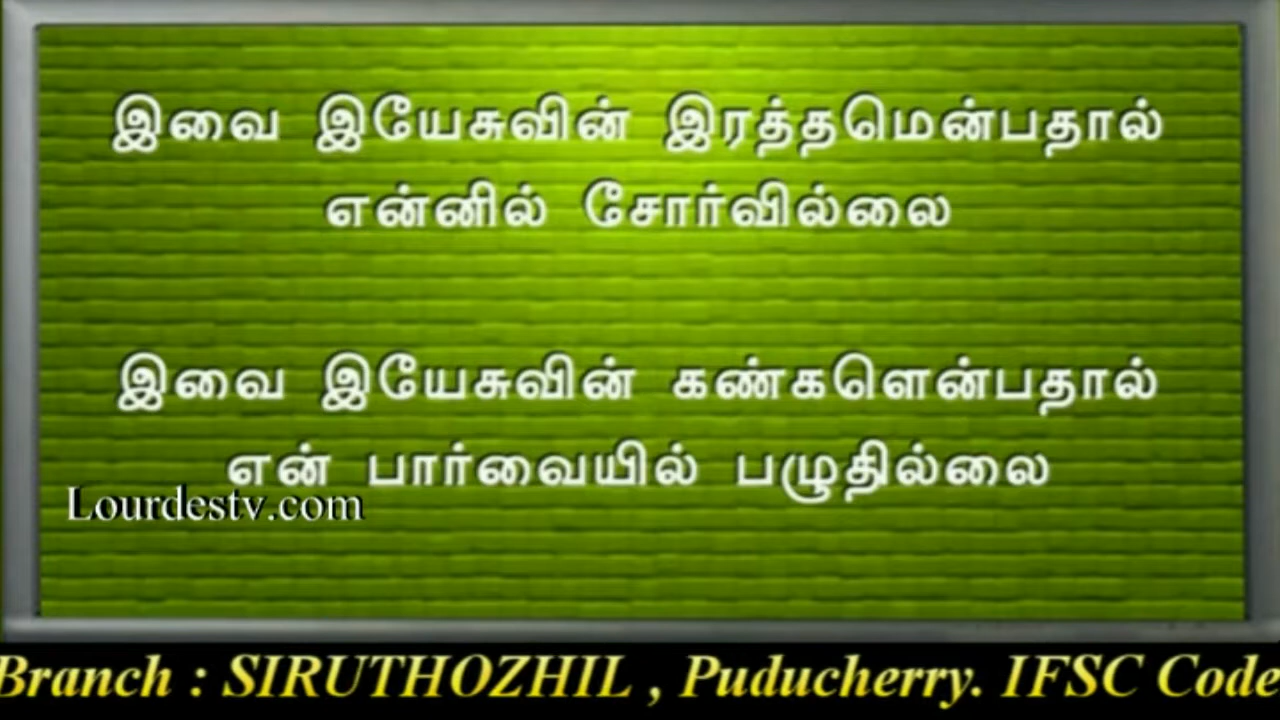 இவை இயேசுவின் இரத்தமென்பதால்
என்னில் சோர்வில்லை
இவை இயேசுவின் கண்களென்பதால்
என் பார்வையில் பழுதில்லை
Lourdestv.com
Branch : SIRUTHOZHIL , Puducherry. IFSC Code